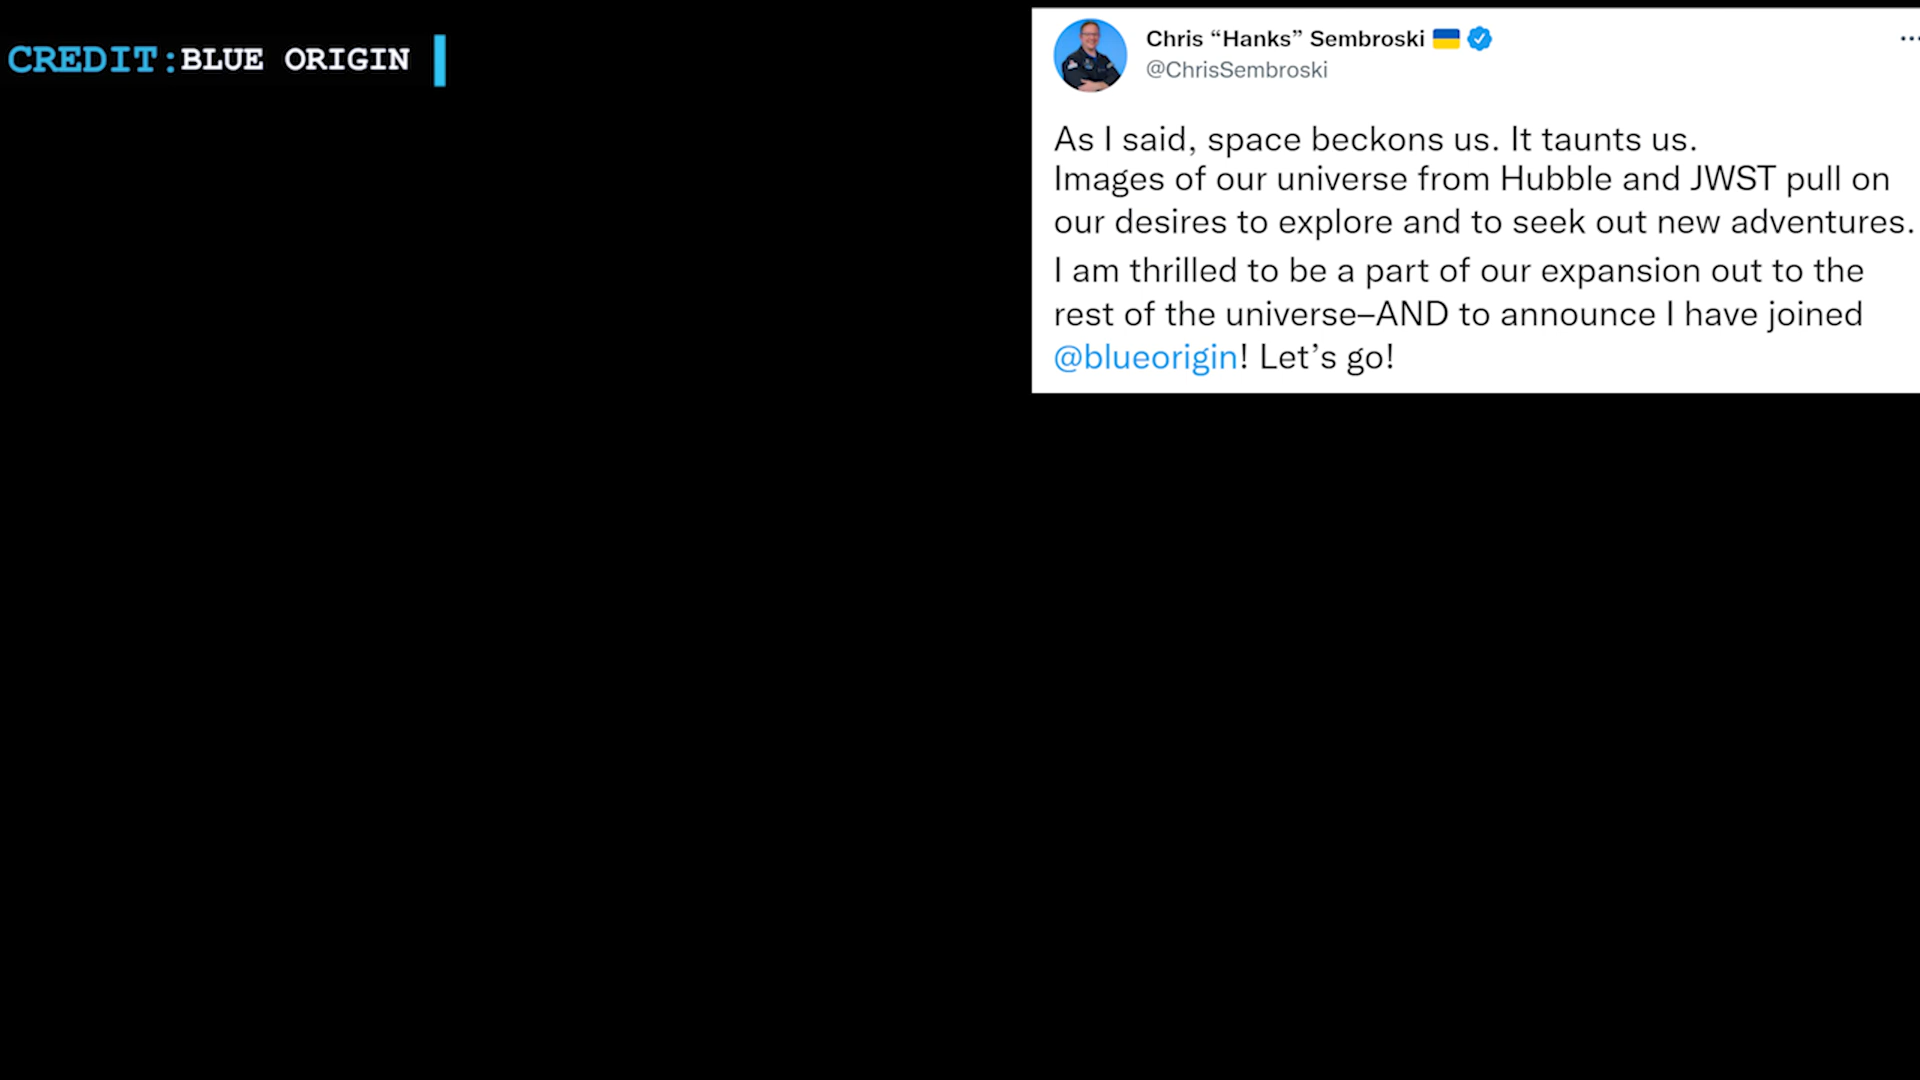 CREDIT:BLUE ORIGIN
Chris “Hanks” Sembroski
@ChrisSembroski
As I said, space beckons us. It taunts us.
Images of our universe from Hubble and JWST pull on
our desires to explore and to seek out new adventures.
I am thrilled to be a part of our expansion out to the
rest of the universe–AND to announce I have joined
@blueorigin! Let’s go!